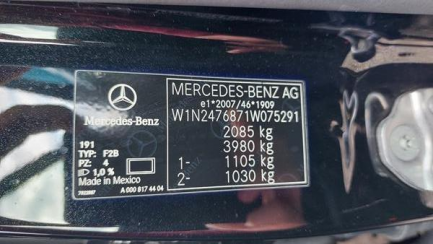 Mercedes-Benz
191
TYP: F2B
PZ: 4
1,0 %
Made in Mexico
A 000 817 44 04
MERCEDES-BENZ AG
e1*2007/46*1909
W1N2476871W075291
2085 kg
3980 kg
1- 1105 kg
2- 1030 kg